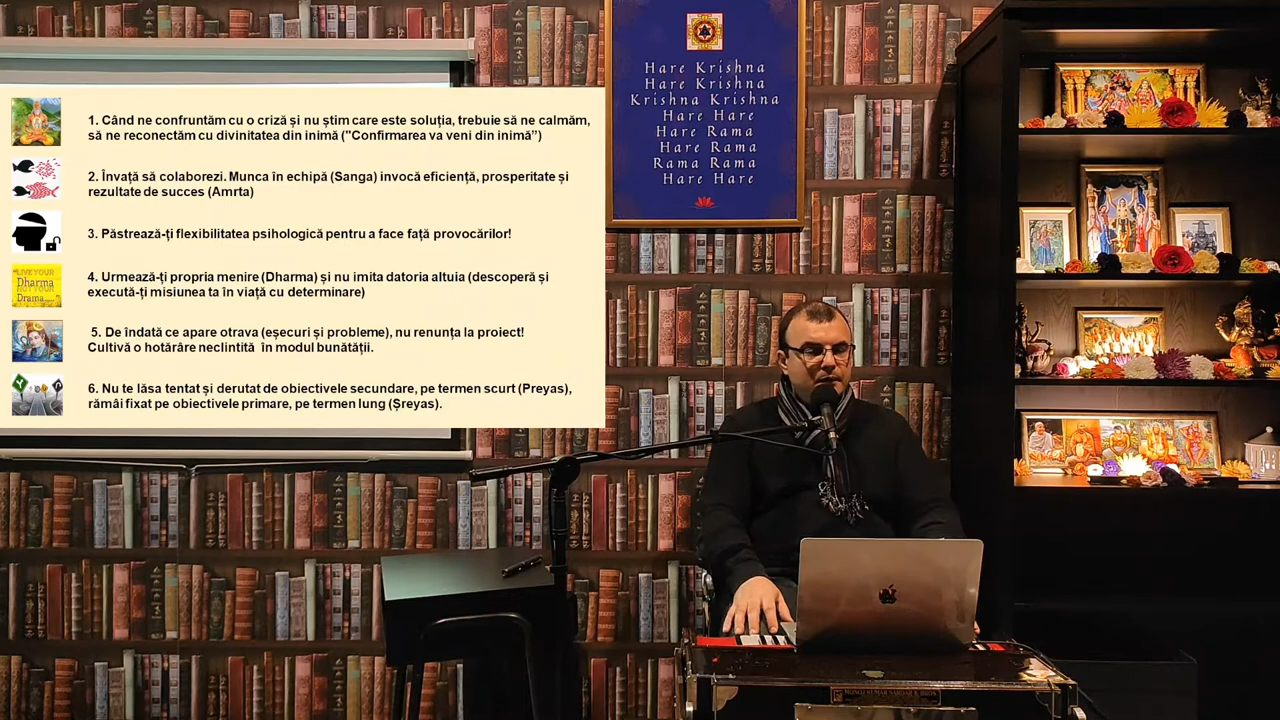 1. Când ne confruntăm cu o criză și nu știm care este soluția, trebuie să ne calmăm,
să ne reconectăm cu divinitatea din inimă ("Confirmarea va veni din inimă”)
2. Învață să colaborezi. Munca în echipă (Sanga) invocă eficiență, prosperitate și
rezultate de succes (Amrta)
3. Păstrează-ți flexibilitatea psihologică pentru a face față provocărilor!
4. Urmează-ți propria menire (Dharma) și nu imita datoria altuia (descoperă și
execută-ți misiunea ta în viață cu determinare)
5. De îndată ce apare otrava (eșecuri și probleme), nu renunța la proiect!
Cultivă o hotărâre neclintită în modul bunătății.
6. Nu te lăsa tentat și derutat de obiectivele secundare, pe termen scurt (Preyas),
rămâi fixat pe obiectivele primare, pe termen lung (Șreyas).
"LIVE YOUR
Dharma
NOT YOUR
Drama......"
Hare Krishna
Hare Krishna
Krishna Krishna
Hare Hare
Hare Rama
Hare Rama
Rama Rama
Hare Hare